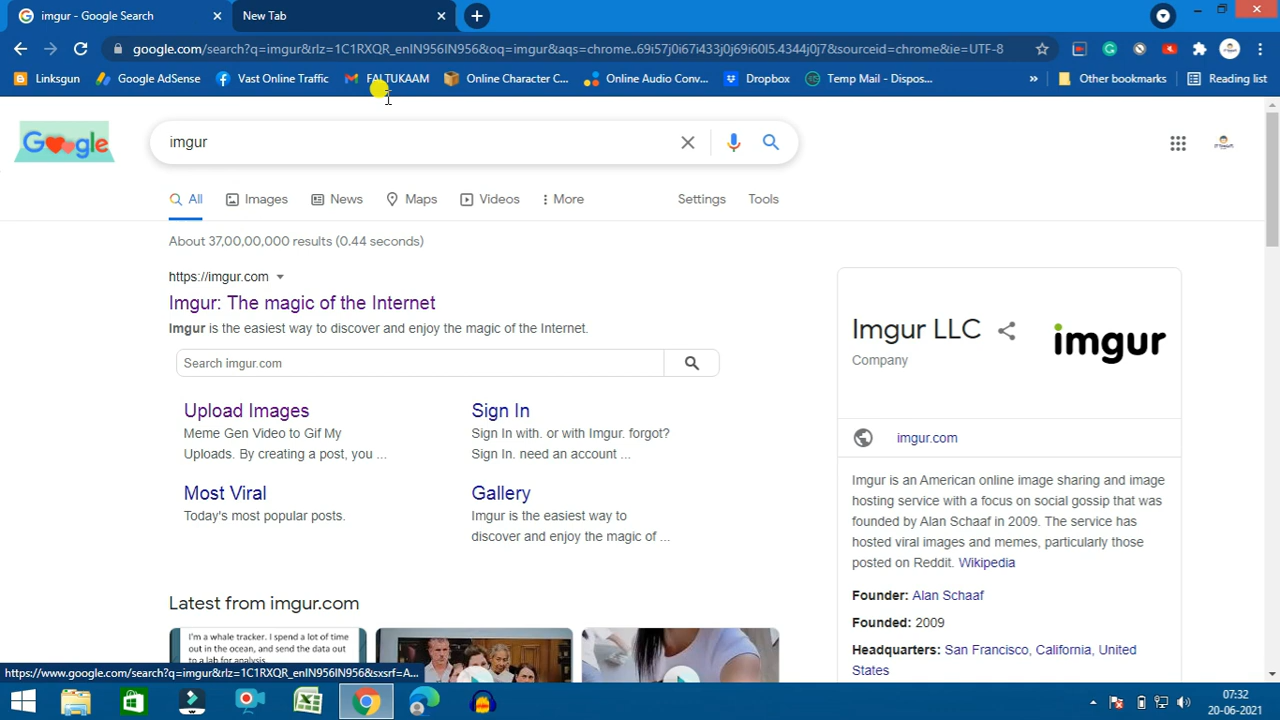 imgur - Google Search
New Tab
google.com/search?q=imgur&rlz=1C1RXQR_enIN956IN956&oq=imgur&aqs=chrome..69i57j0i67i433j0j69i60l5.4344j0j7&sourceid=chrome&ie=UTF-8
Linksgun
Google AdSense
Vast Online Traffic
FALTUKAAM
Online Character C...
Online Audio Conv...
Dropbox
Temp Mail - Dispos...
»
Other bookmarks
Reading list
Google
imgur
All
Images
News
Maps
Videos
More
Settings
Tools
About 37,00,00,000 results (0.44 seconds)
https://imgur.com
Imgur: The magic of the Internet
Imgur is the easiest way to discover and enjoy the magic of the Internet.
Search imgur.com
Upload Images
Meme Gen Video to Gif My
Uploads. By creating a post, you ...
Sign In
Sign In with. or with Imgur. forgot?
Sign In. need an account ...
Most Viral
Today's most popular posts.
Gallery
Imgur is the easiest way to
discover and enjoy the magic of ...
Latest from imgur.com
I'm a whale tracker. I spend a lot of time
out in the ocean, and send the data out
to a lab for analysis.
Imgur LLC
Company
imgur
imgur.com
Imgur is an American online image sharing and image
hosting service with a focus on social gossip that was
founded by Alan Schaaf in 2009. The service has
hosted viral images and memes, particularly those
posted on Reddit. Wikipedia
Founder: Alan Schaaf
Founded: 2009
Headquarters: San Francisco, California, United
States
https://www.google.com/search?q=imgur&rlz=1C1RXQR_enIN956IN956&sxsrf=A...
07:32
20-06-2021